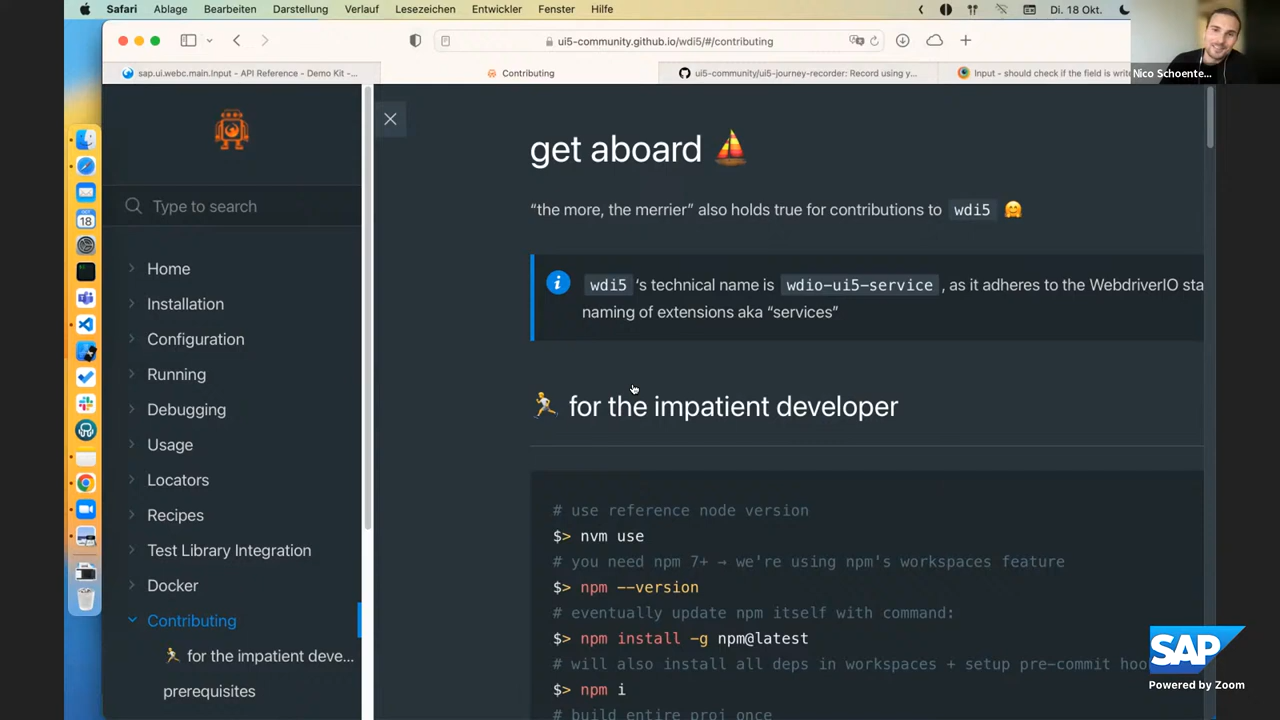 Safari Ablage Bearbeiten Darstellung Verlauf Lesezeichen Entwickler Fenster Hilfe Di. 18 Okt.
ui5-community.github.io/wdi5/#/contributing
sap.ui.webc.main.Input - API Reference - Demo Kit -...
Contributing
ui5-community/ui5-journey-recorder: Record using y...
Input - should check if the field is write
Nico Schoente...
Type to search
Home
Installation
Configuration
Running
Debugging
Usage
Locators
Recipes
Test Library Integration
Docker
Contributing
🏃 for the impatient deve...
prerequisites
18
get aboard ⛵
“the more, the merrier” also holds true for contributions to wdi5 🤗
wdi5 ‘s technical name is wdio-ui5-service , as it adheres to the WebdriverIO sta
naming of extensions aka “services”
🏃 for the impatient developer
# use reference node version
$> nvm use
# you need npm 7+ → we're using npm's workspaces feature
$> npm --version
# eventually update npm itself with command:
$> npm install -g npm@latest
# will also install all deps in workspaces + setup pre-commit hoo
$> npm i
# build entire proj once
SAP
Powered by Zoom